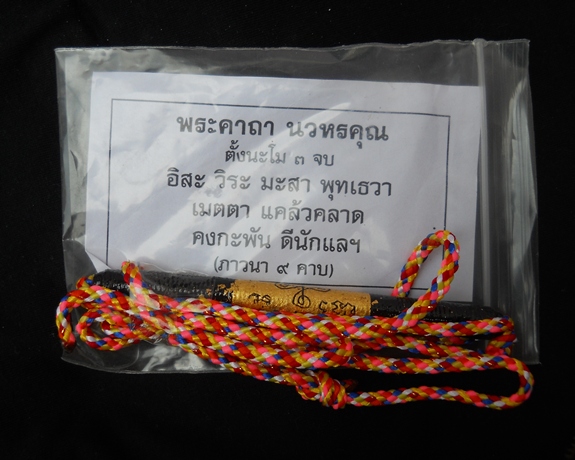 พระคาถา นวหรคุณ
ตั้งนะโม ๓ จบ
อิสะ วิระ มะสา พุทเธวา
เมตตา แคล้วคลาด
คงกะพัน ดีนักแลฯ
(ภาวนา ๙ คาบ)